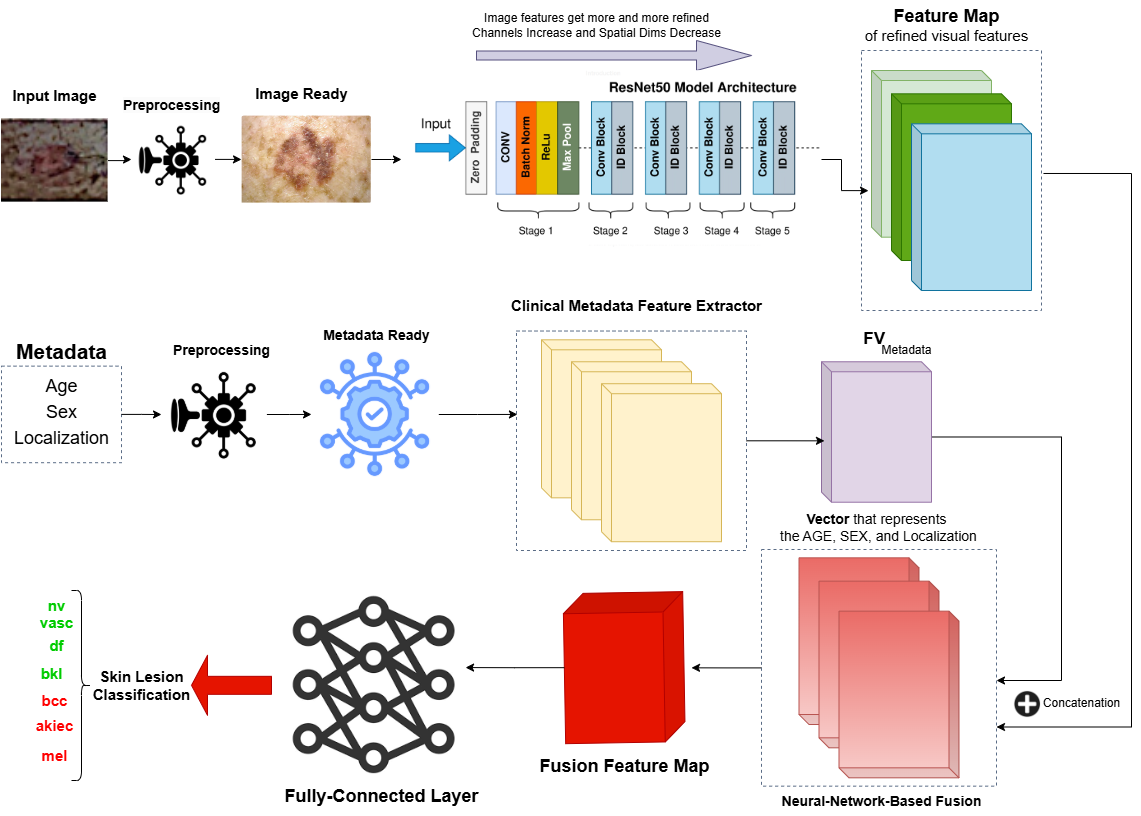 Image features get more and more refined
Channels Increase and Spatial Dims Decrease
Feature Map
of refined visual features
Input Image
Preprocessing
Image Ready
Input
ResNet50 Model Architecture
Zero Padding
CONV
Batch Norm
ReLu
Max Pool
Conv Block
ID Block
Conv Block
ID Block
Conv Block
ID Block
Conv Block
ID Block
Stage 1
Stage 2
Stage 3
Stage 4
Stage 5
Metadata
Age
Sex
Localization
Preprocessing
Metadata Ready
Clinical Metadata Feature Extractor
FV Metadata
Vector that represents
the AGE, SEX, and Localization
Concatenation
Neural-Network-Based Fusion
Fusion Feature Map
Fully-Connected Layer
Skin Lesion
Classification
nv
vasc
df
bkl
bcc
akiec
mel